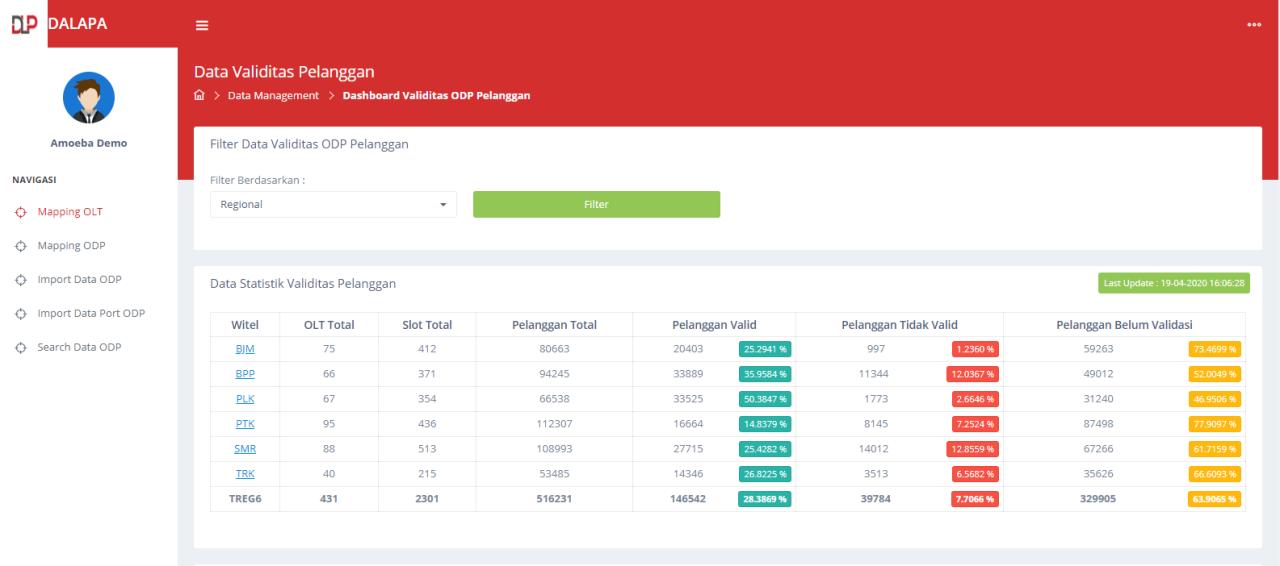 DLP DALAPA
Data Validitas Pelanggan
Data Management > Dashboard Validitas ODP Pelanggan
Amoeba Demo
NAVIGASI
Mapping OLT
Mapping ODP
Import Data ODP
Import Data Port ODP
Search Data ODP
Filter Data Validitas ODP Pelanggan
Filter Berdasarkan :
Regional Filter
Data Statistik Validitas Pelanggan Last Update : 19-04-2020 16:06:28
Witel OLT Total Slot Total Pelanggan Total Pelanggan Valid Pelanggan Tidak Valid Pelanggan Belum Validasi
BJM 75 412 80663 20403 25.2941 % 997 1.2360 % 59263 73.4699 %
BPP 66 371 94245 33889 35.9584 % 11344 12.0367 % 49012 52.0049 %
PLK 67 354 66538 33525 50.3847 % 1773 2.6646 % 31240 46.9506 %
PTK 95 436 112307 16664 14.8379 % 8145 7.2524 % 87498 77.9097 %
SMR 88 513 108993 27715 25.4282 % 14012 12.8559 % 67266 61.7159 %
TRK 40 215 53485 14346 26.8225 % 3513 6.5682 % 35626 66.6093 %
TREG6 431 2301 516231 146542 28.3869 % 39784 7.7066 % 329905 63.9065 %